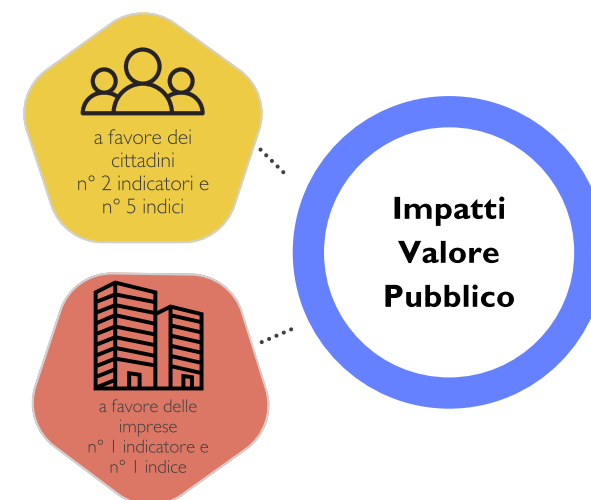 a favore dei
cittadini
n° 2 indicatori e
n° 5 indici
Impatti
Valore
Pubblico
a favore delle
imprese
n° 1 indicatore e
n° 1 indice